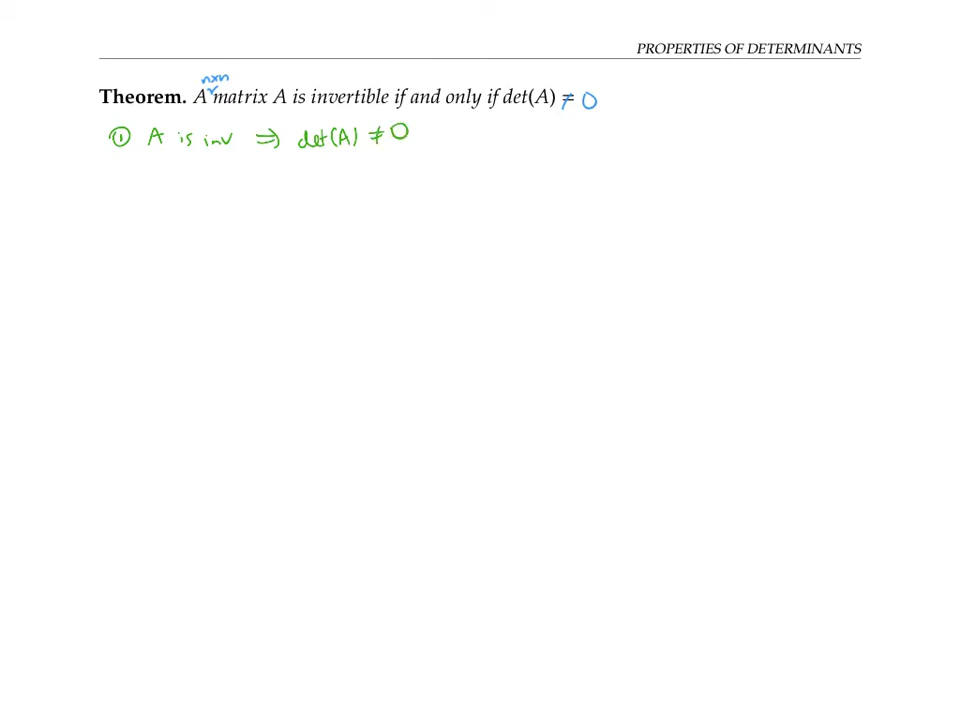 PROPERTIES OF DETERMINANTS
n×n
Theorem. A matrix A is invertible if and only if det(A) ≠ 0
① A is inv ⇒ det(A) ≠ 0